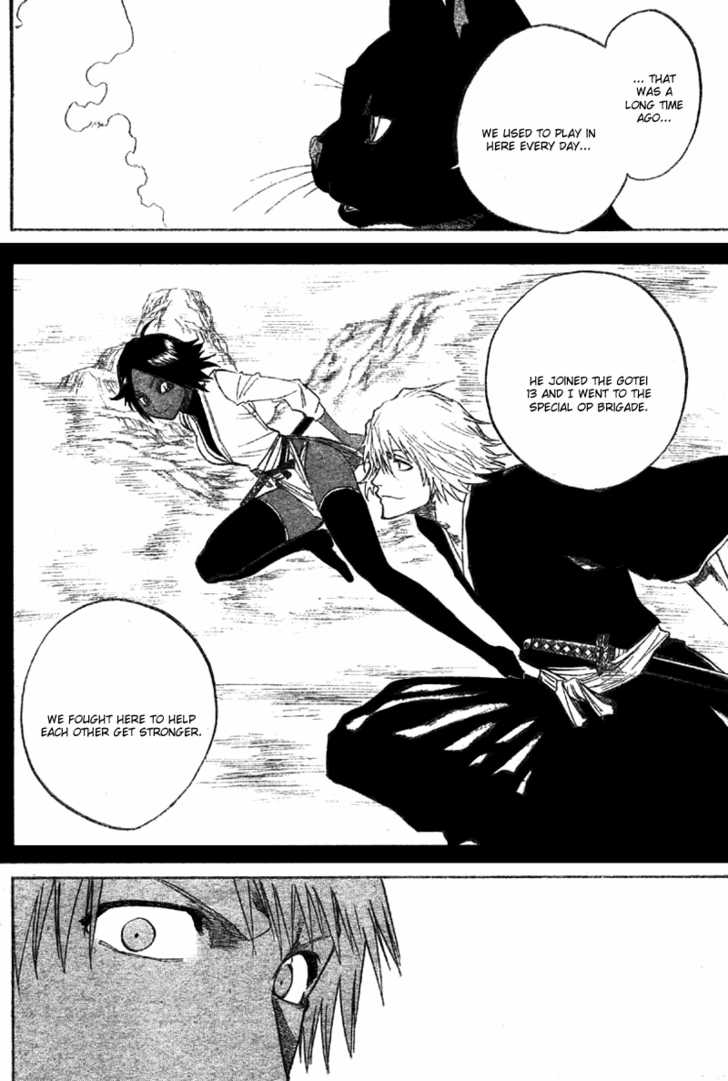 ... THAT
WAS A
LONG TIME
AGO...
WE USED TO PLAY IN
HERE EVERY DAY...
HE JOINED THE GOTEI
13 AND I WENT TO THE
SPECIAL OP BRIGADE.
WE FOUGHT HERE TO HELP
EACH OTHER GET STRONGER.